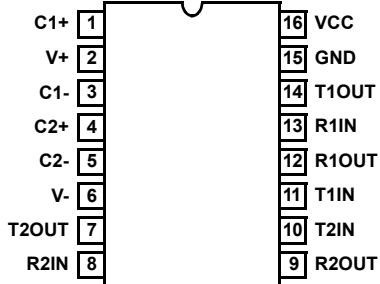 C1+ 1 16 VCC
V+ 2 15 GND
C1- 3 14 T1OUT
C2+ 4 13 R1IN
C2- 5 12 R1OUT
V- 6 11 T1IN
T2OUT 7 10 T2IN
R2IN 8 9 R2OUT